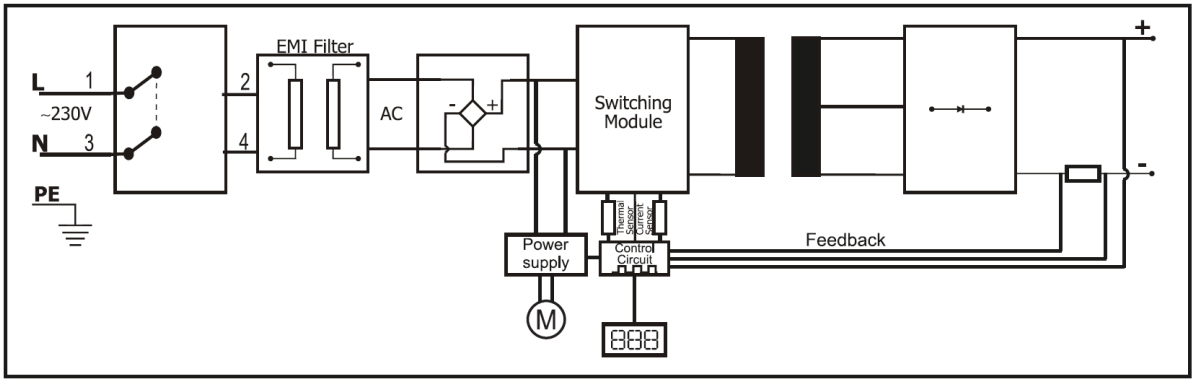 EMI Filter
L 1
~230V
N 3
PE
2
4
AC
- +
Switching
Module
+
-
Thermal
Sensor
Current
Sensor
Power
supply
Control
Circuit
Feedback
M
888